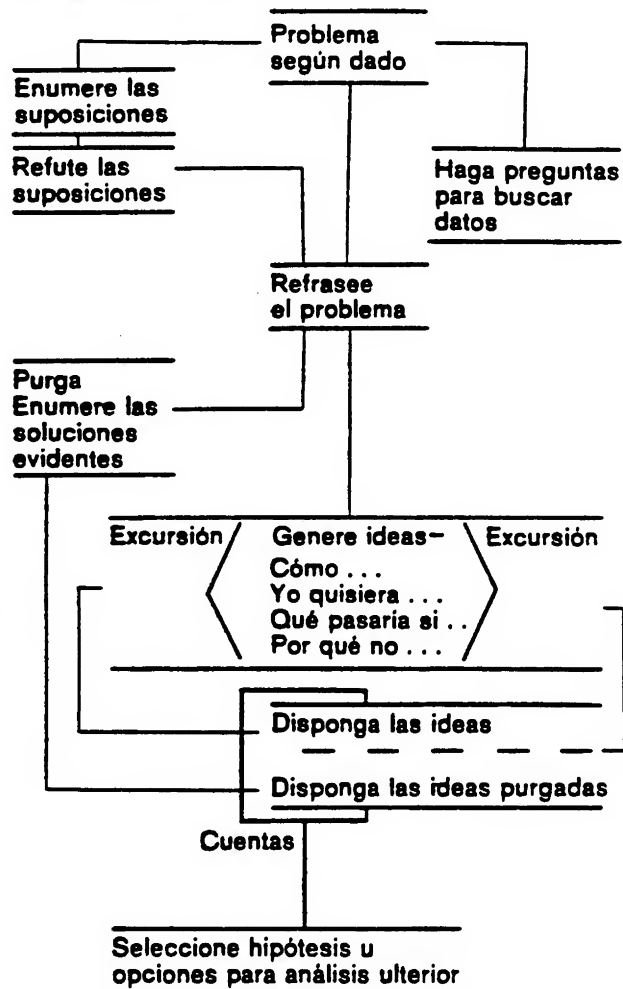 Problema
según dado
Enumere las
suposiciones
Refute las
suposiciones
Haga preguntas
para buscar
datos
Refrasee
el problema
Purga
Enumere las
soluciones
evidentes
Excursión
Genere ideas–
Cómo ...
Yo quisiera ...
Qué pasaría si ..
Por qué no ...
Excursión
Disponga las ideas
Disponga las ideas purgadas
Cuentas
Seleccione hipótesis u
opciones para análisis ulterior